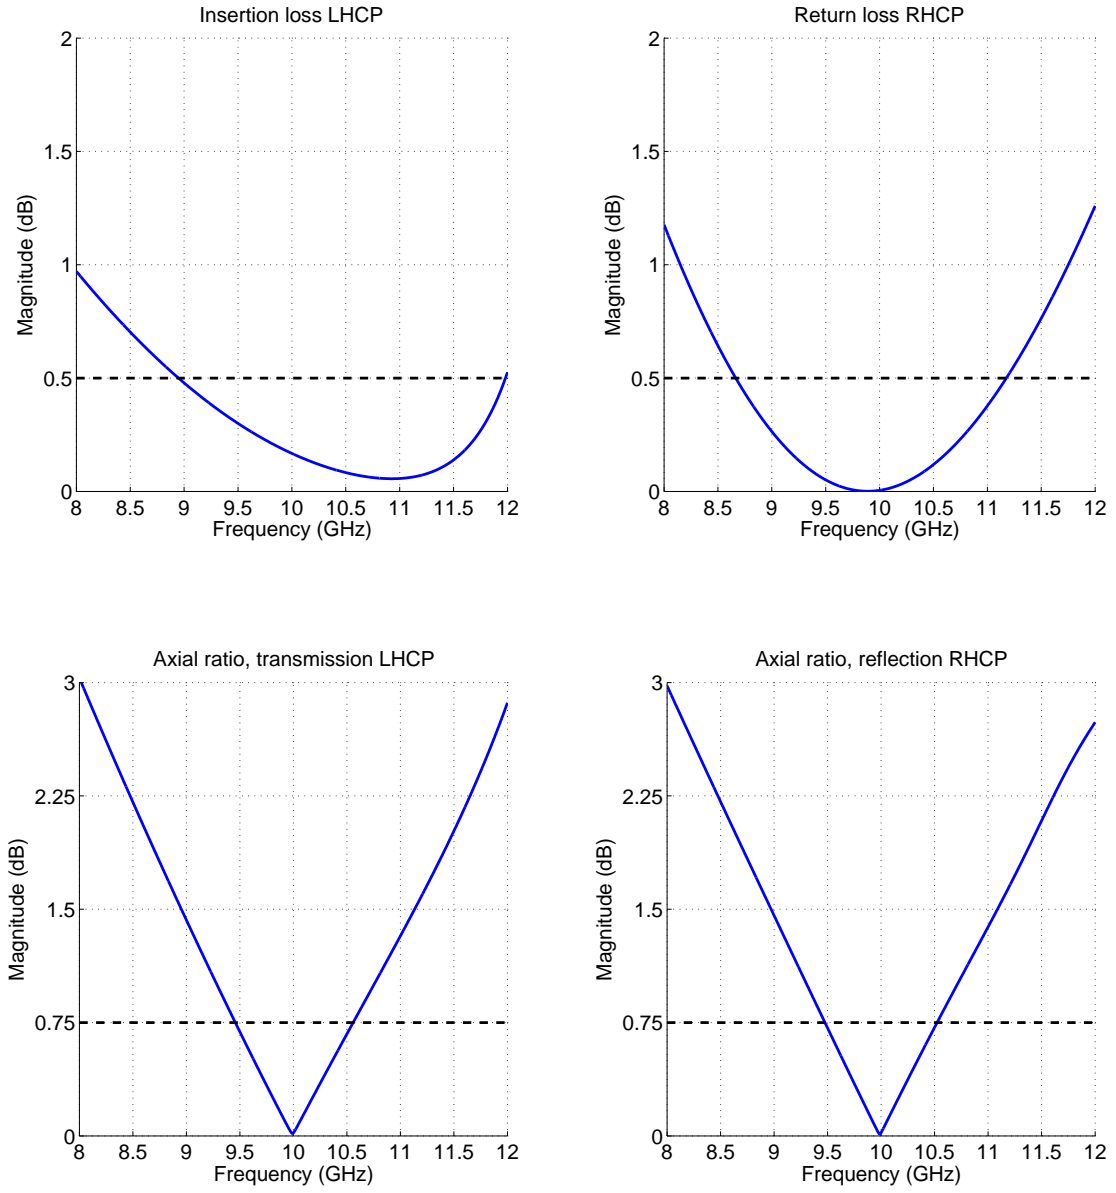 Insertion loss LHCP
Magnitude (dB)
2
1.5
1
0.5
0
8 8.5 9 9.5 10 10.5 11 11.5 12
Frequency (GHz)
Return loss RHCP
Magnitude (dB)
2
1.5
1
0.5
0
8 8.5 9 9.5 10 10.5 11 11.5 12
Frequency (GHz)
Axial ratio, transmission LHCP
Magnitude (dB)
3
2.25
1.5
0.75
0
8 8.5 9 9.5 10 10.5 11 11.5 12
Frequency (GHz)
Axial ratio, reflection RHCP
Magnitude (dB)
3
2.25
1.5
0.75
0
8 8.5 9 9.5 10 10.5 11 11.5 12
Frequency (GHz)